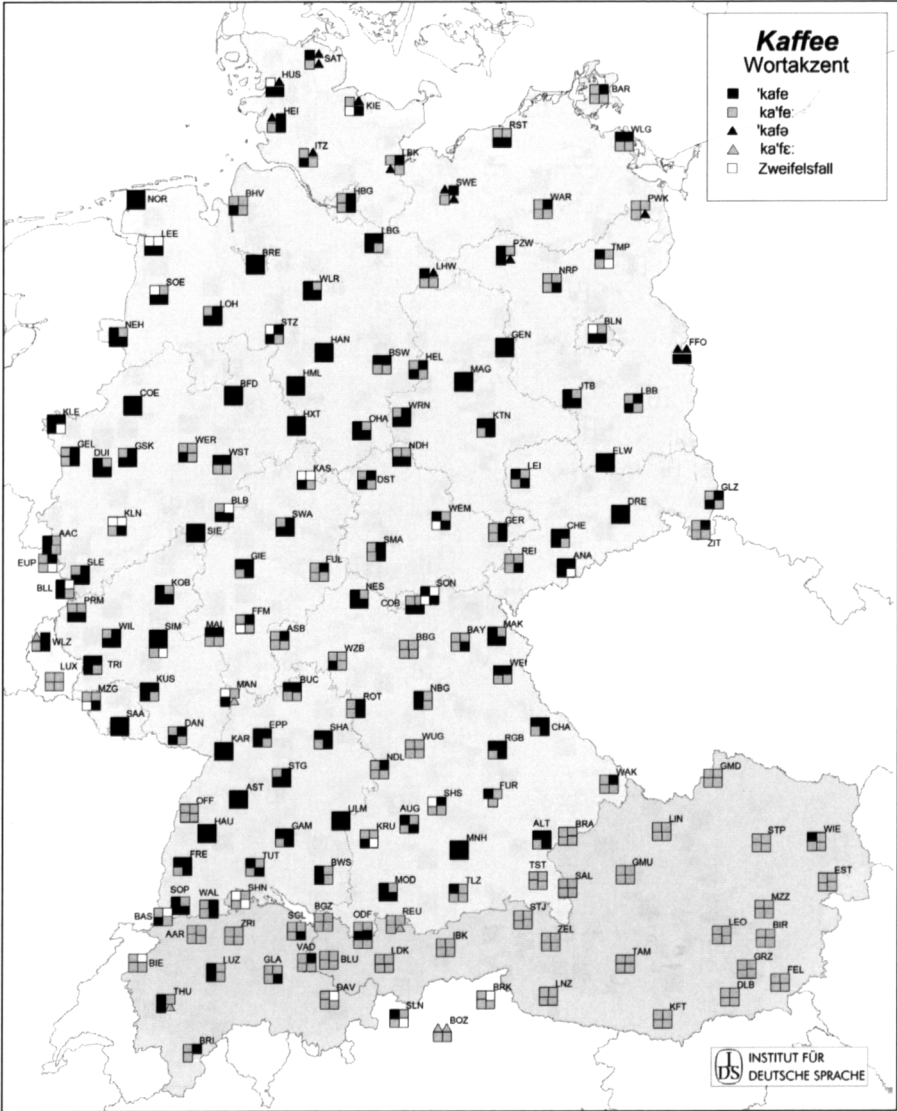 Kaffee
Wortakzent
'kafe
ka'feː
'kafə
ka'fɛː
Zweifelsfall
SAT
HUS
KIE
BAR
HEI
RST
WLG
ITZ
LBK
SWE
NOR
BHV
HBG
WAR
PWK
LEE
LBG
BRE
PZW
TMP
LHW
NRP
SOE
WLR
LOH
NEH
STZ
BLN
HAN
GEN
FFO
BSW
HEL
HML
MAG
BFD
COE
JTB
LBB
KLE
HXT
WRN
OHA
KTN
GEL
DUI
GSK
WER
WST
NDH
ELW
KAS
DST
LEI
GLZ
KLN
BLB
SWA
WEM
DRE
AAC
SIE
GER
CHE
ZIT
EUP
SMA
REI
ANA
SLE
GIE
FUL
BLL
KOB
NES
SON
COB
PRM
FFM
WIL
SIM
MAI
ASB
BAY
MAK
WLZ
BBG
WZB
TRI
WEI
LUX
MZG
KUS
MAN
BUC
NBG
ROT
SAA
DAN
EPP
SHA
CHA
KAR
WUG
RGB
NDL
STG
WAK
GMD
AST
SHS
FUR
OFF
ULM
AUG
LIN
HAU
GAM
KRU
ALT
BRA
STP
WIE
MNH
FRE
TUT
BWS
TST
GMU
EST
SOP
WAL
SHN
MOD
TLZ
SAL
BAS
BGZ
ODF
REU
STJ
MZZ
AAR
ZRI
SGL
LEO
BIR
IBK
ZEL
VAD
BLU
LDK
BIE
LUZ
GLA
TAM
GRZ
FEL
THU
DAV
BRK
LNZ
DLB
SLN
KFT
BOZ
BRI
IDS
INSTITUT FÜR
DEUTSCHE SPRACHE